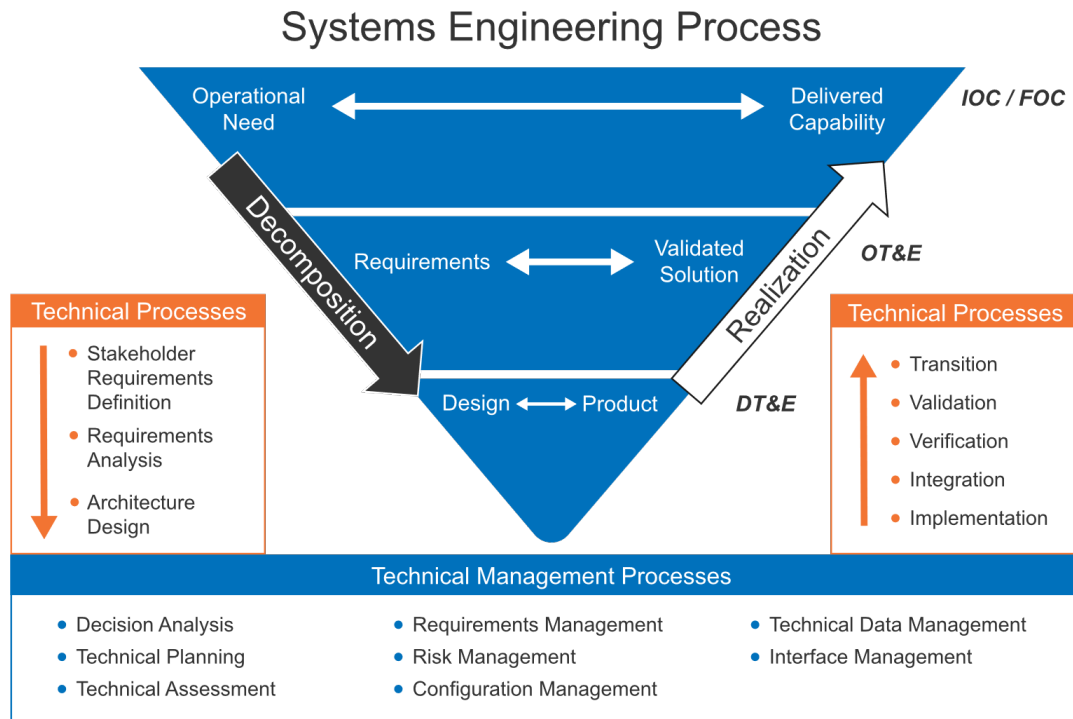 Systems Engineering Process
Operational
Need
Delivered
Capability
IOC / FOC
Decomposition
Requirements
Validated
Solution
Realization
OT&E
Design
Product
DT&E
Technical Processes
Stakeholder
Requirements
Definition
Requirements
Analysis
Architecture
Design
Technical Processes
Transition
Validation
Verification
Integration
Implementation
Technical Management Processes
Decision Analysis
Technical Planning
Technical Assessment
Requirements Management
Risk Management
Configuration Management
Technical Data Management
Interface Management